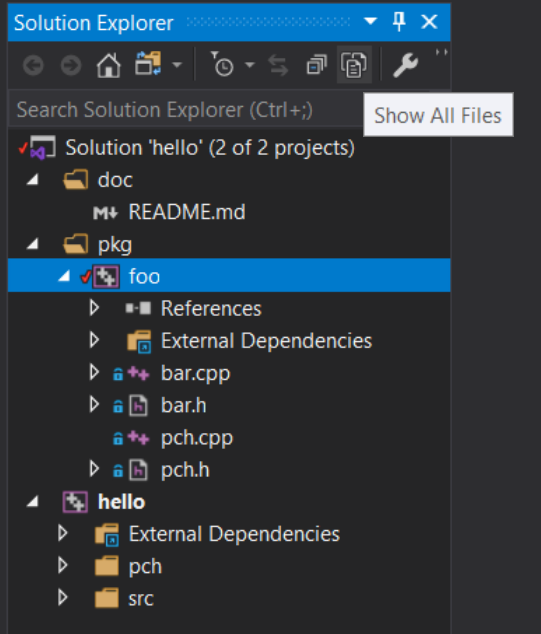 Solution Explorer
Search Solution Explorer (Ctrl+;)
Show All Files
Solution 'hello' (2 of 2 projects)
doc
M↓ README.md
pkg
foo
References
External Dependencies
bar.cpp
bar.h
pch.cpp
pch.h
hello
External Dependencies
pch
src